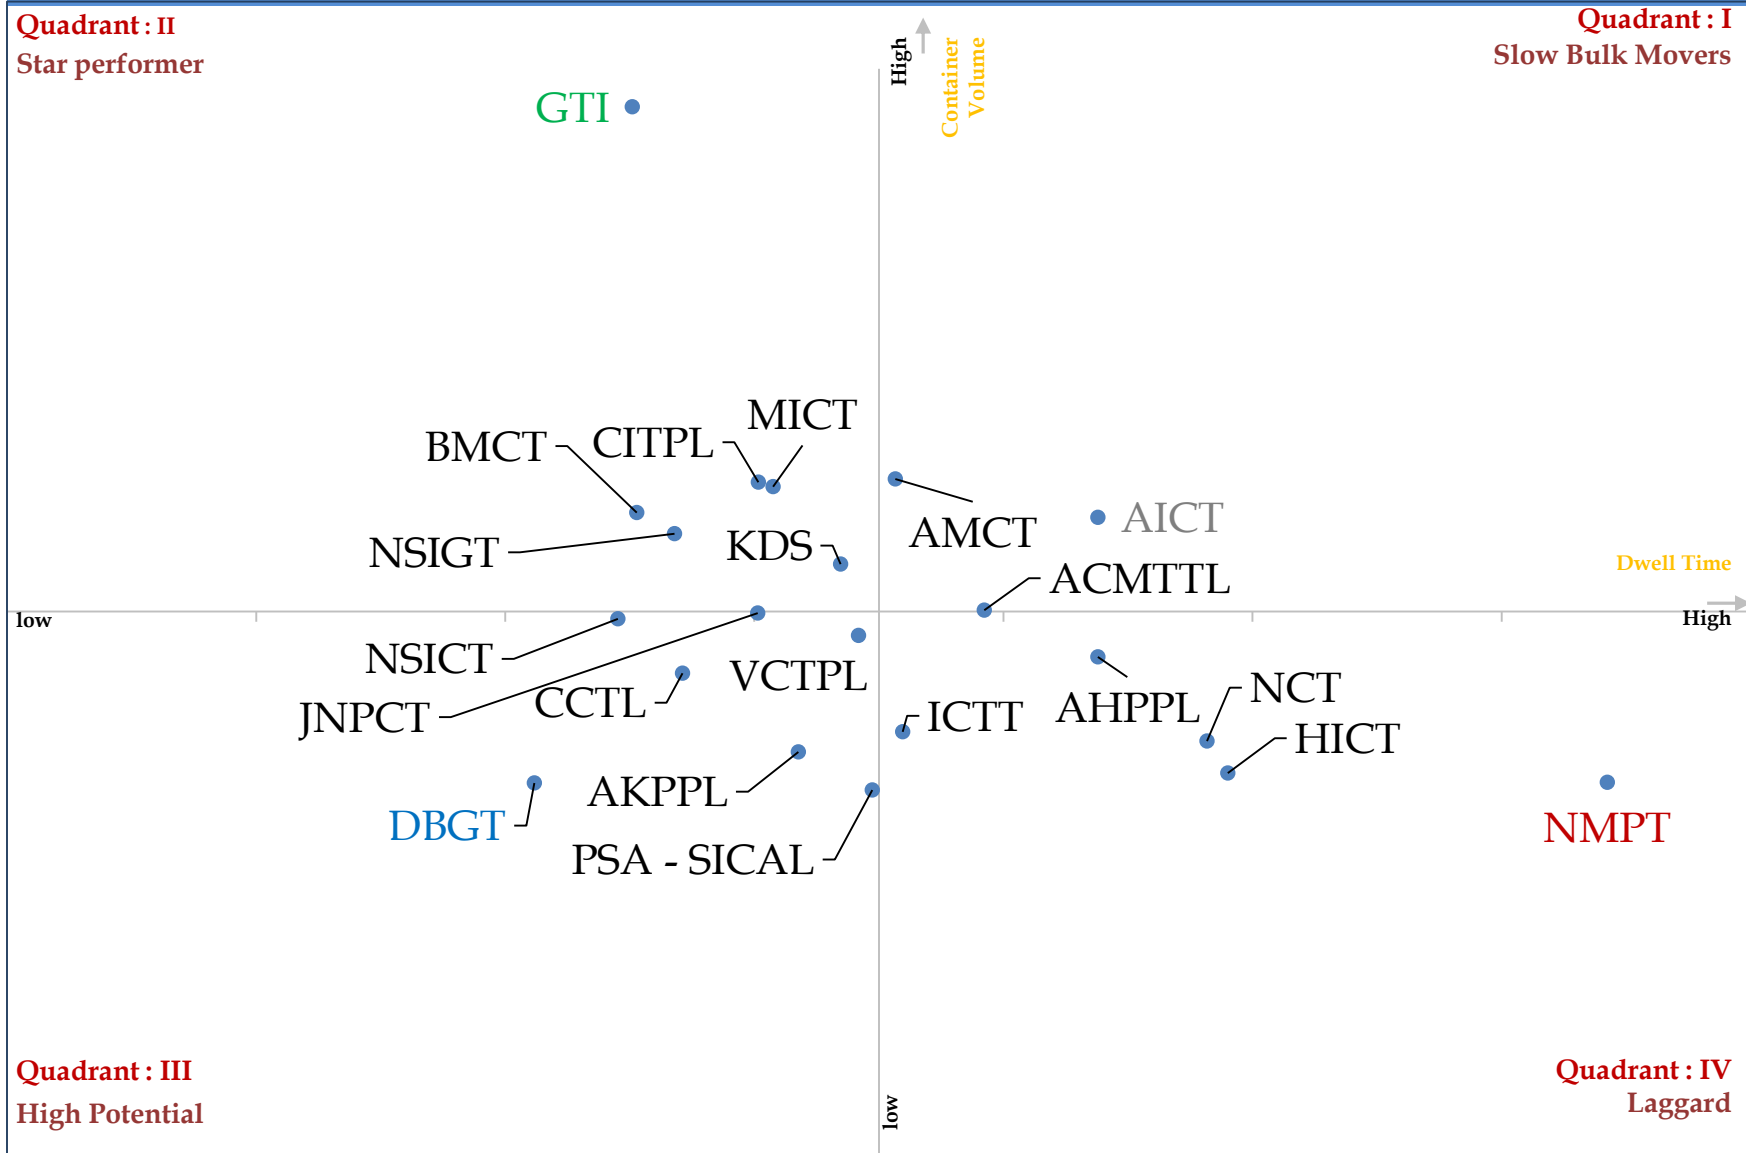 Quadrant : II
Star performer
Quadrant : I
Slow Bulk Movers
High
Container
Volume
GTI
MICT
BMCT
CITPL
NSIGT
KDS
AMCT
AICT
Dwell Time
ACMTTL
low
High
NSICT
VCTPL
JNPCT
CCTL
ICTT
AHPPL
NCT
HICT
AKPPL
DBGT
NMPT
PSA - SICAL
Quadrant : III
High Potential
Quadrant : IV
Laggard
low